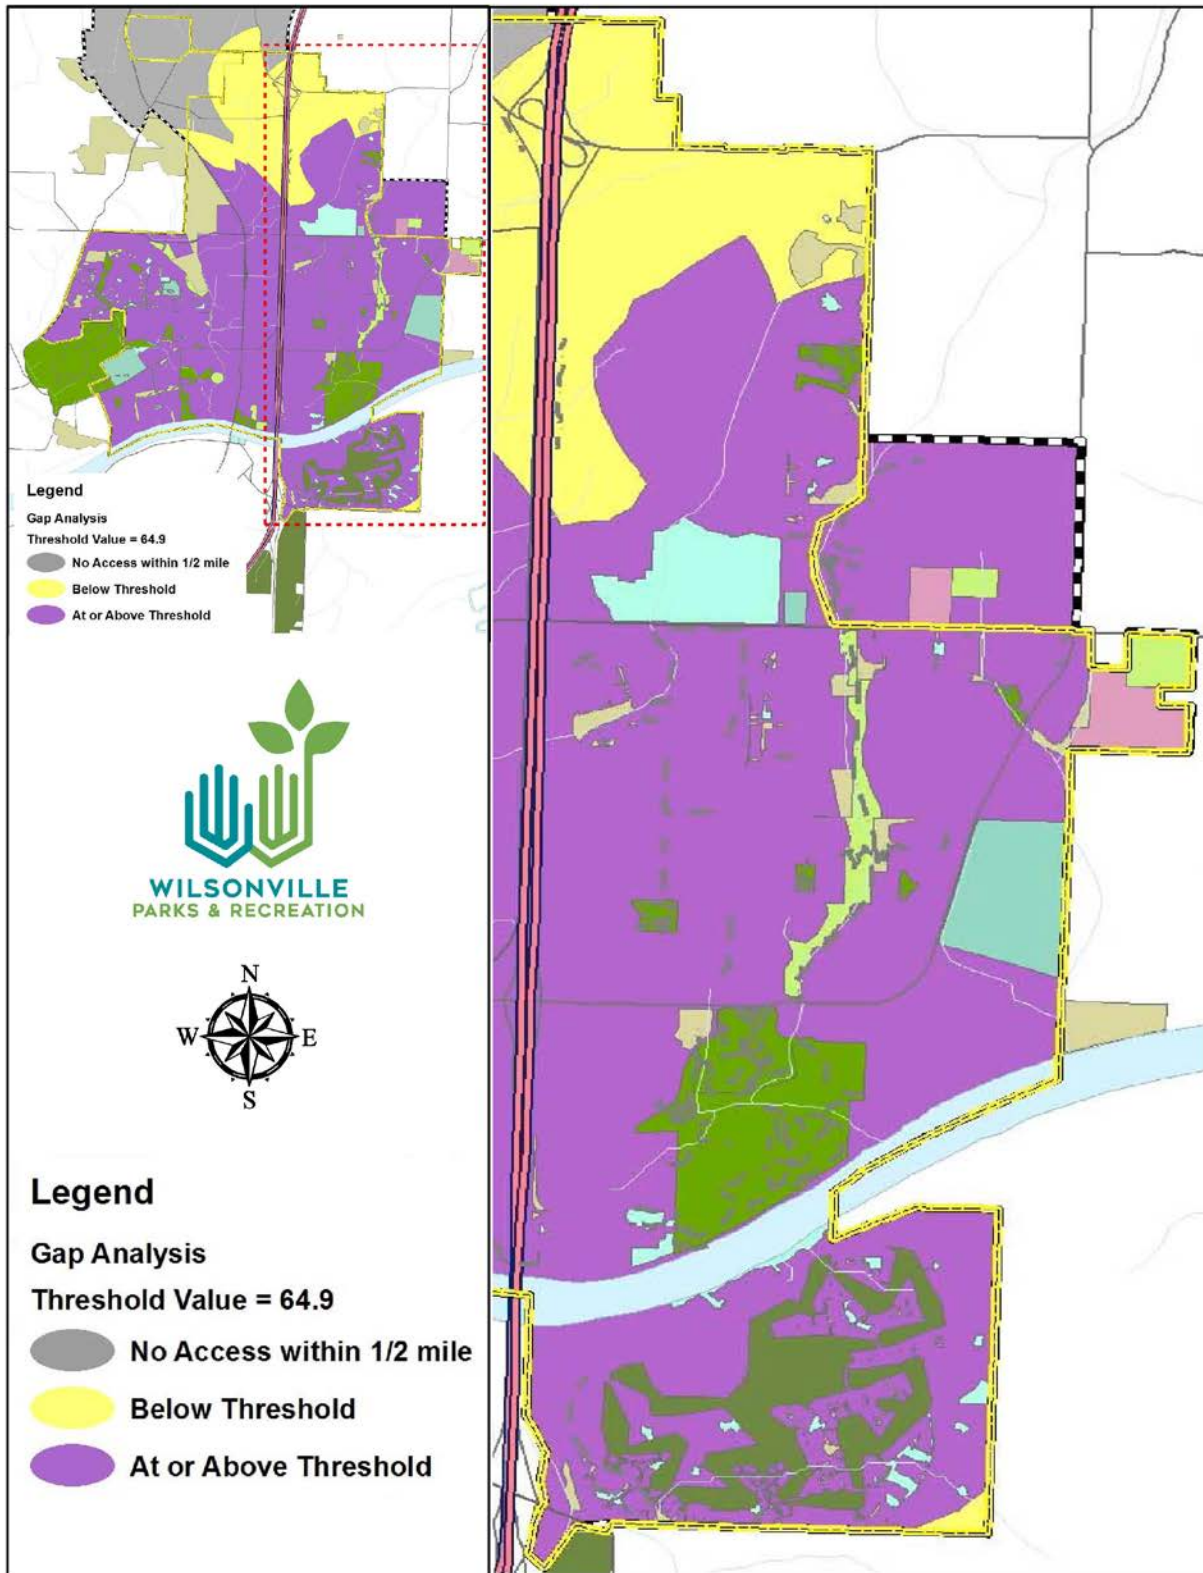 Legend
Gap Analysis
Threshold Value = 64.9
No Access within 1/2 mile
Below Threshold
At or Above Threshold
WILSONVILLE
PARKS & RECREATION
N
W E
S
Legend
Gap Analysis
Threshold Value = 64.9
No Access within 1/2 mile
Below Threshold
At or Above Threshold